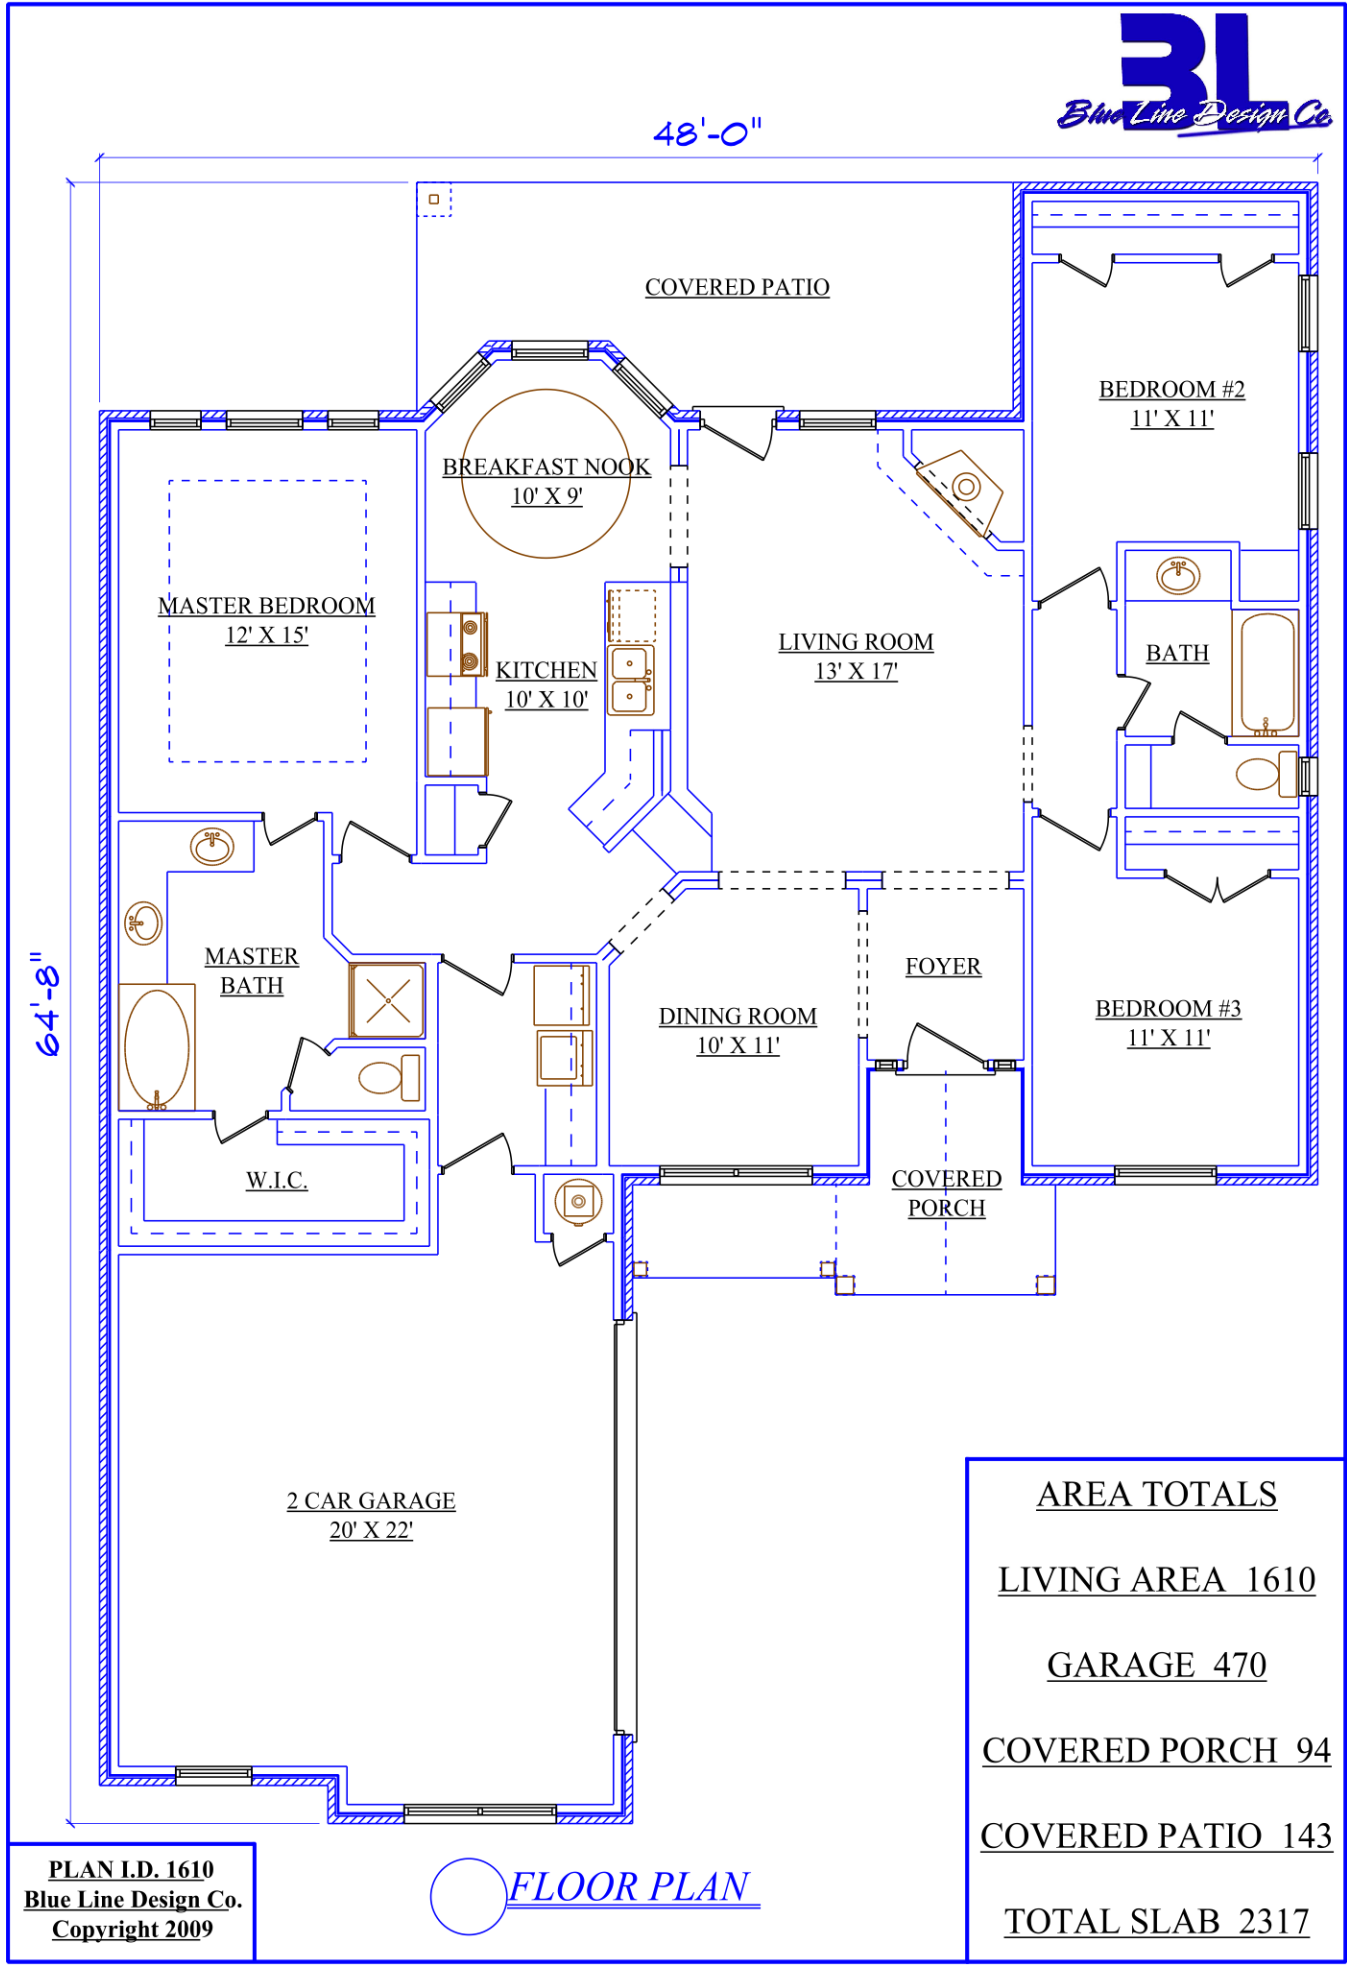 BL
Blue Line Design Co.
48'-0"
COVERED PATIO
BEDROOM #2
11' X 11'
BREAKFAST NOOK
10' X 9'
MASTER BEDROOM
12' X 15'
KITCHEN
10' X 10'
LIVING ROOM
13' X 17'
BATH
64'-8"
MASTER
BATH
FOYER
DINING ROOM
10' X 11'
BEDROOM #3
11' X 11'
W.I.C.
COVERED
PORCH
2 CAR GARAGE
20' X 22'
AREA TOTALS
LIVING AREA 1610
GARAGE 470
COVERED PORCH 94
COVERED PATIO 143
TOTAL SLAB 2317
PLAN I.D. 1610
Blue Line Design Co.
Copyright 2009
FLOOR PLAN